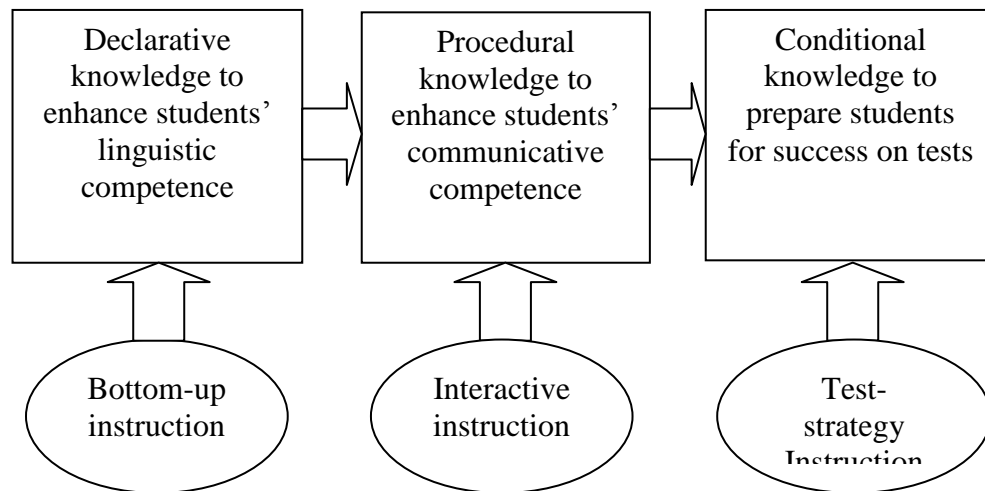 Declarative
knowledge to
enhance students'
linguistic
competence
Procedural
knowledge to
enhance students'
communicative
competence
Conditional
knowledge to
prepare students
for success on tests
Bottom-up
instruction
Interactive
instruction
Test-
strategy
Instruction